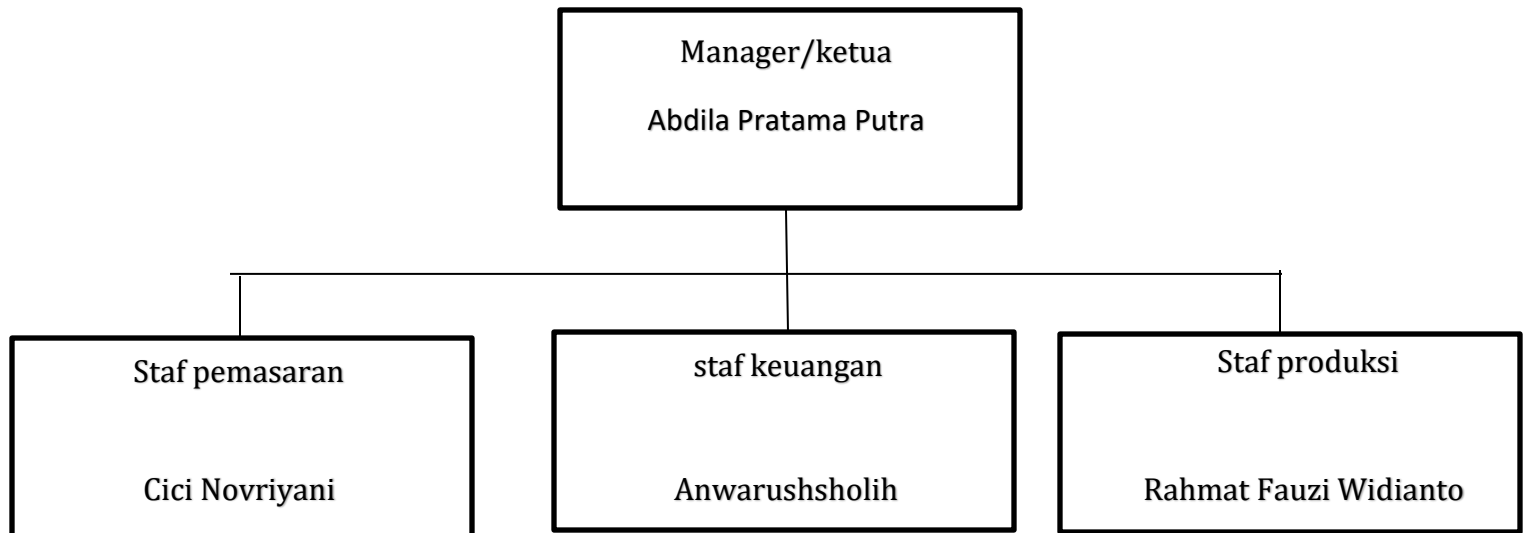 Manager/ketua
Abdila Pratama Putra
Staf pemasaran
Cici Novriyani
staf keuangan
Anwarushsholih
Staf produksi
Rahmat Fauzi Widianto